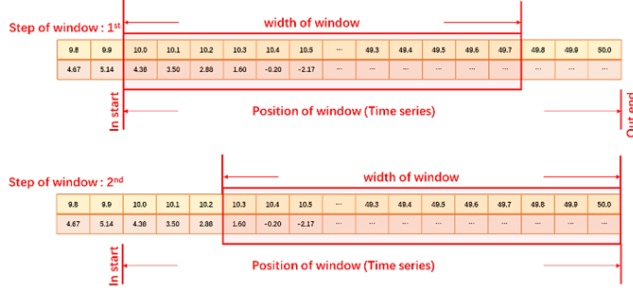 width of window
Step of window : 1st
9.8 9.9 10.0 10.1 10.2 10.3 10.4 10.5 ... 49.3 49.4 49.5 49.6 49.7 49.8 49.9 50.0
4.67 5.14 4.38 3.50 2.88 1.60 -0.20 -2.17 ... ... ... ... ... ... ... ... ...
In start
Position of window (Time series)
Out end
width of window
Step of window : 2nd
9.8 9.9 10.0 10.1 10.2 10.3 10.4 10.5 ... 49.3 49.4 49.5 49.6 49.7 49.8 49.9 50.0
4.67 5.14 4.38 3.50 2.88 1.60 -0.20 -2.17 ... ... ... ... ... ... ... ... ...
In start
Position of window (Time series)